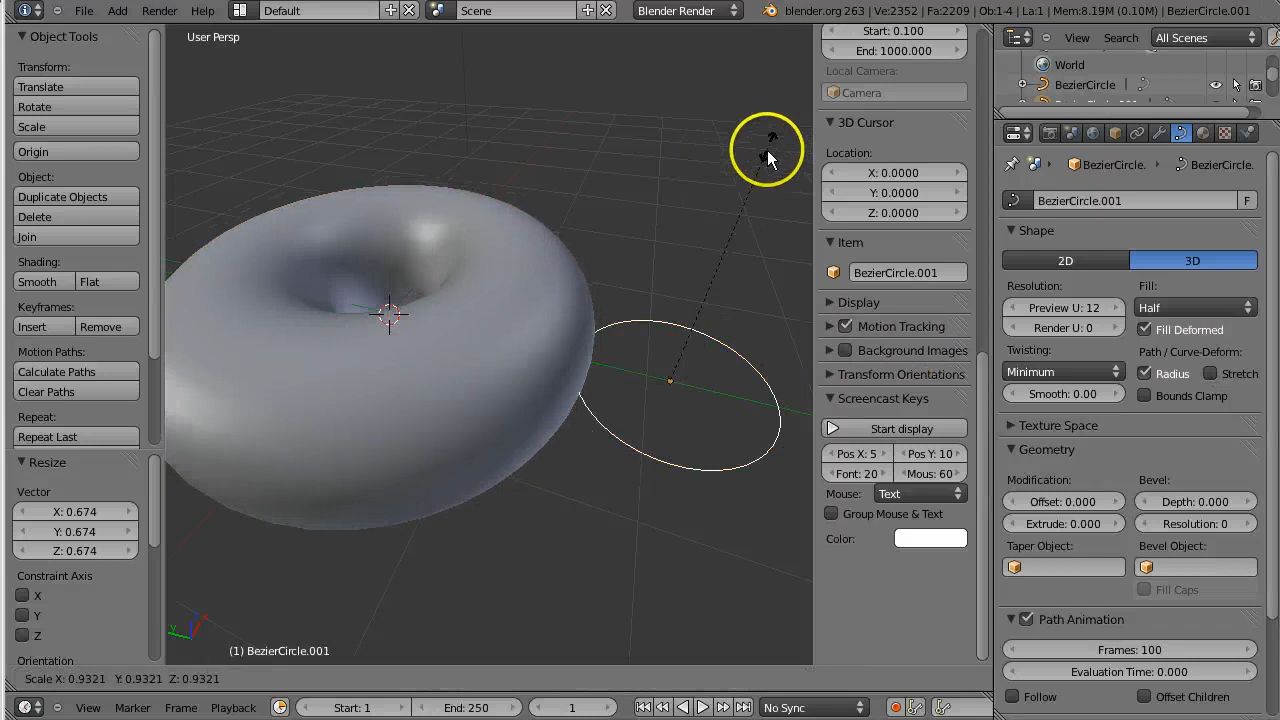 File Add Render Help Default Scene Blender Render blender.org 263 | Ve:2352 | Fa:2209 | Ob:1-4 | La:1 | Mem:8.19M (0.10M) | BezierCircle.001
Object Tools
Transform:
Translate
Rotate
Scale
Origin
Object:
Duplicate Objects
Delete
Join
Shading:
Smooth Flat
Keyframes:
Insert Remove
Motion Paths:
Calculate Paths
Clear Paths
Repeat:
Repeat Last
Resize
Vector
X: 0.674
Y: 0.674
Z: 0.674
Constraint Axis
X
Y
Z
Orientation
User Persp
Y
(1) BezierCircle.001
Scale X: 0.9321 Y: 0.9321 Z: 0.9321
Start: 0.100
End: 1000.000
Local Camera:
Camera
3D Cursor
Location:
X: 0.0000
Y: 0.0000
Z: 0.0000
Item
BezierCircle.001
Display
Motion Tracking
Background Images
Transform Orientations
Screencast Keys
Start display
Pos X: 5 Pos Y: 10
Font: 20 Mous: 60
Mouse: Text
Group Mouse & Text
Color:
View Search All Scenes
World
BezierCircle
BezierCircle. BezierCircle.
BezierCircle.001 F
Shape
2D 3D
Resolution: Fill:
Preview U: 12 Half
Render U: 0 Fill Deformed
Twisting: Path / Curve-Deform:
Minimum Radius Stretch
Smooth: 0.00 Bounds Clamp
Texture Space
Geometry
Modification: Bevel:
Offset: 0.000 Depth: 0.000
Extrude: 0.000 Resolution: 0
Taper Object: Bevel Object:
Fill Caps
Path Animation
Frames: 100
Evaluation Time: 0.000
Follow Offset Children
View Marker Frame Playback Start: 1 End: 250 1 No Sync